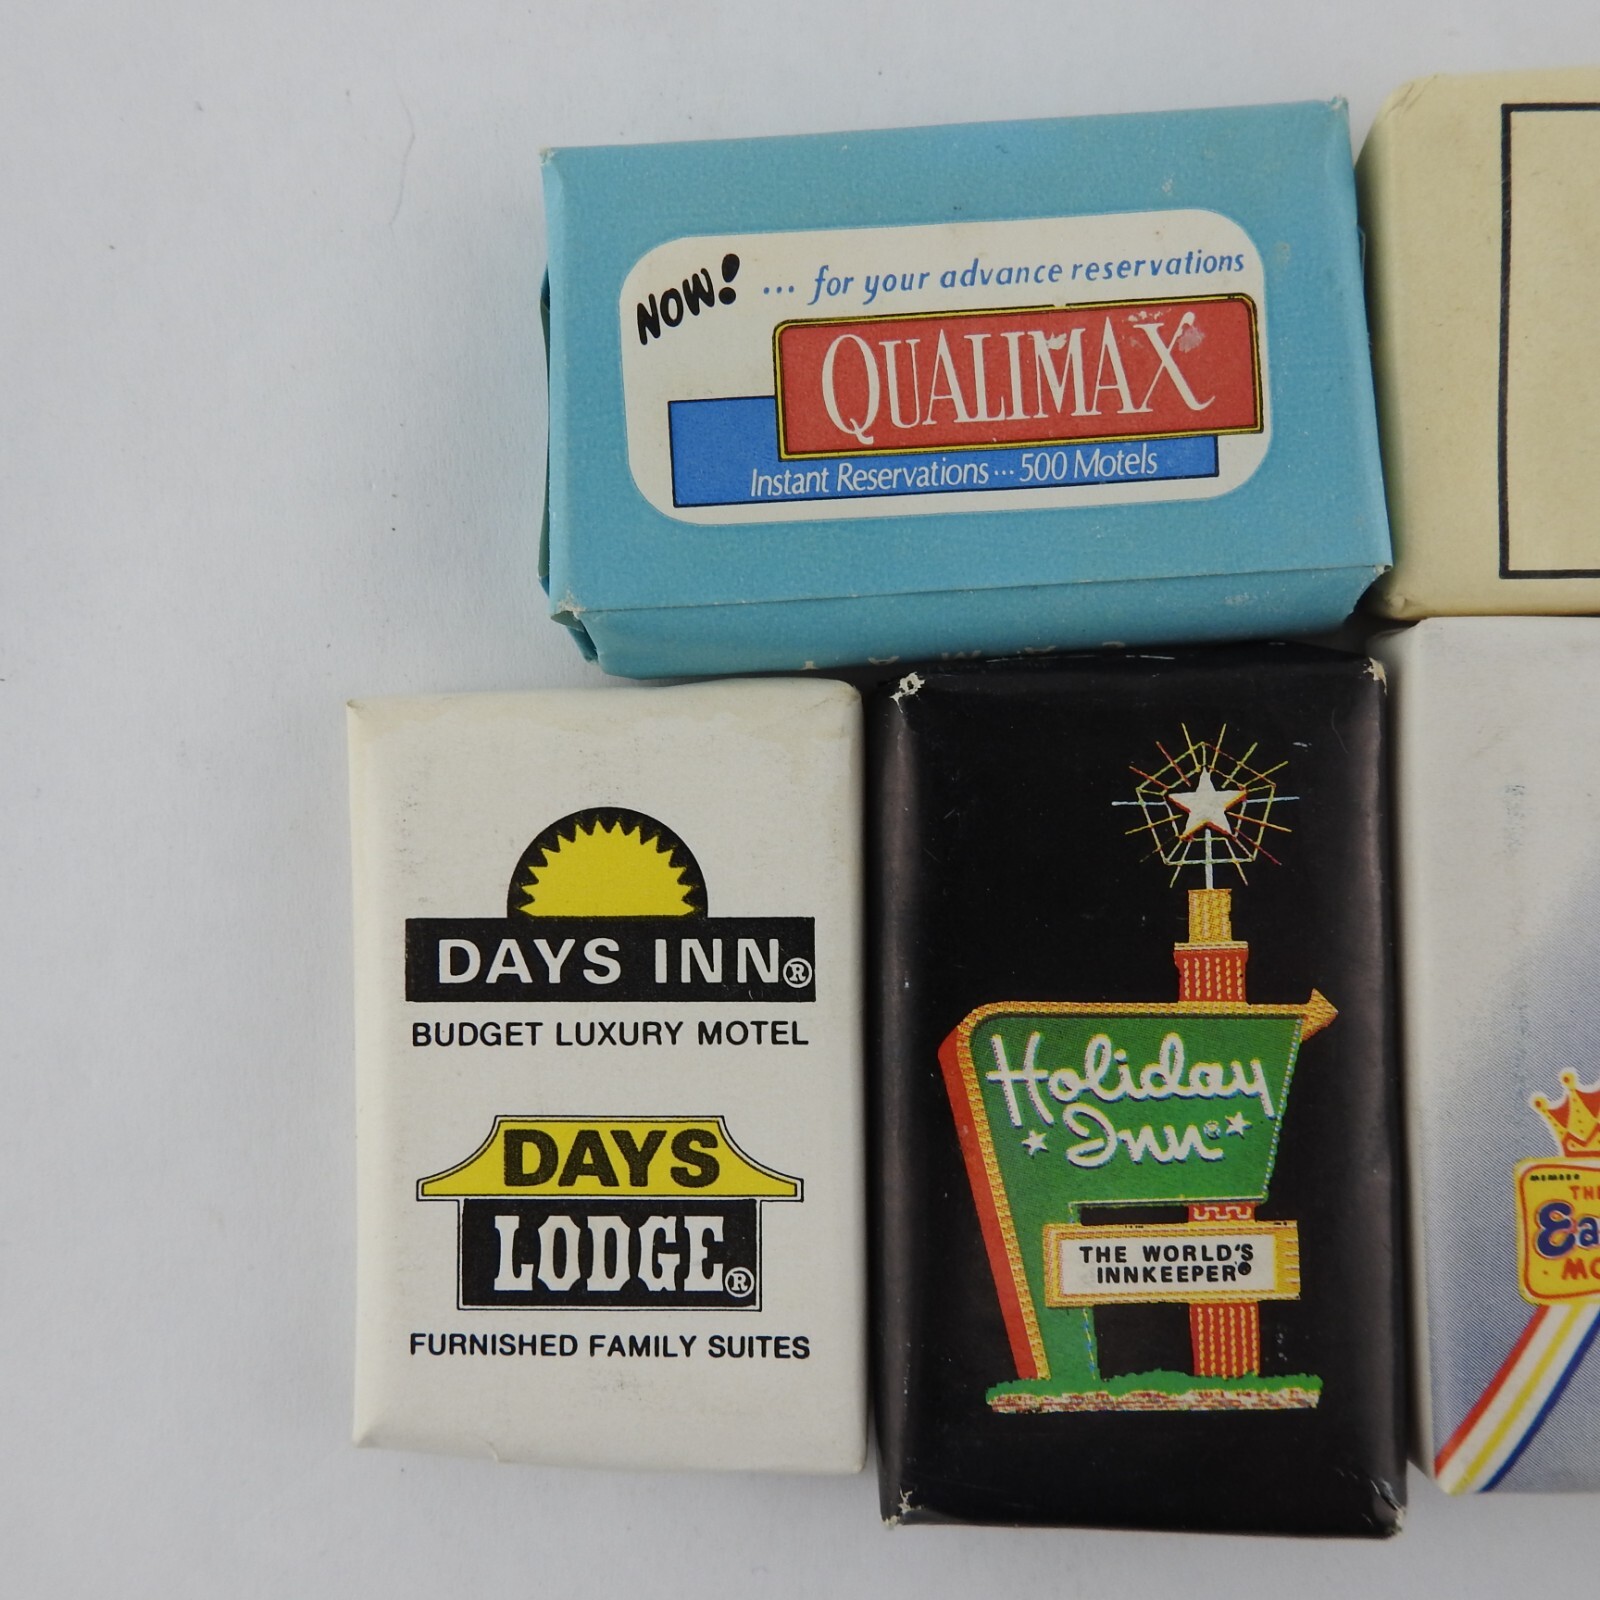 NOW! ... for your advance reservations
QUALIMAX
Instant Reservations ... 500 Motels
DAYS INN®
BUDGET LUXURY MOTEL
DAYS
LODGE®
FURNISHED FAMILY SUITES
Holiday
Inn®
THE WORLD'S
INNKEEPER®